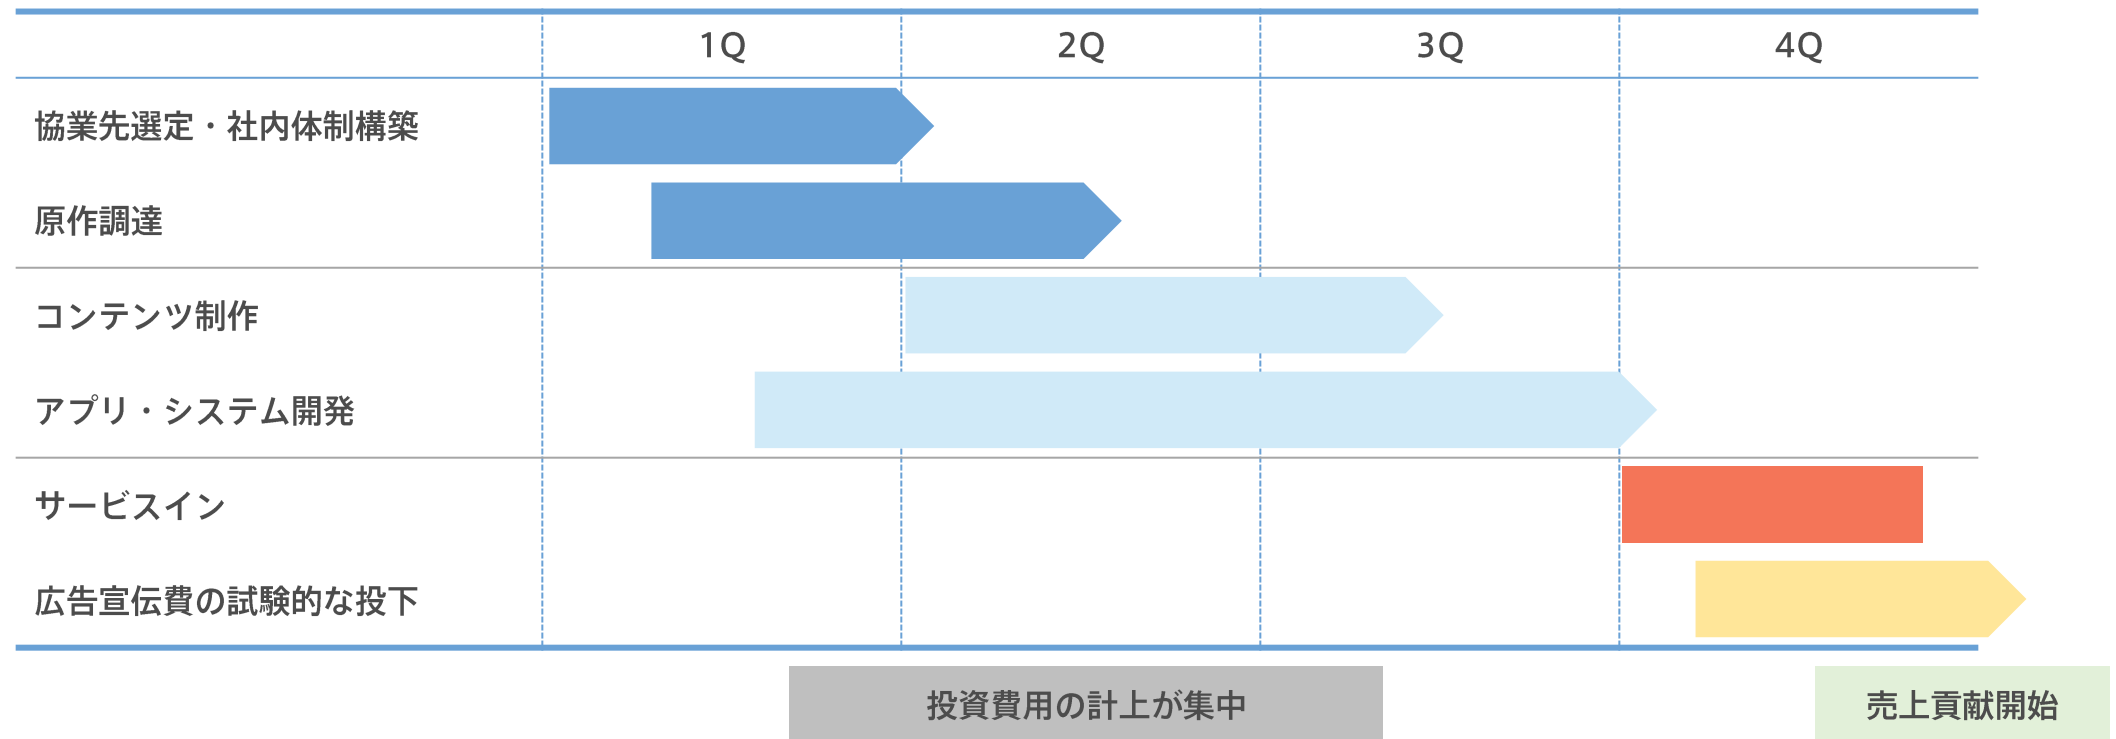 1Q 2Q 3Q 4Q
協業先選定・社内体制構築
原作調達
コンテンツ制作
アプリ・システム開発
サービスイン
広告宣伝費の試験的な投下
投資費用の計上が集中
売上貢献開始